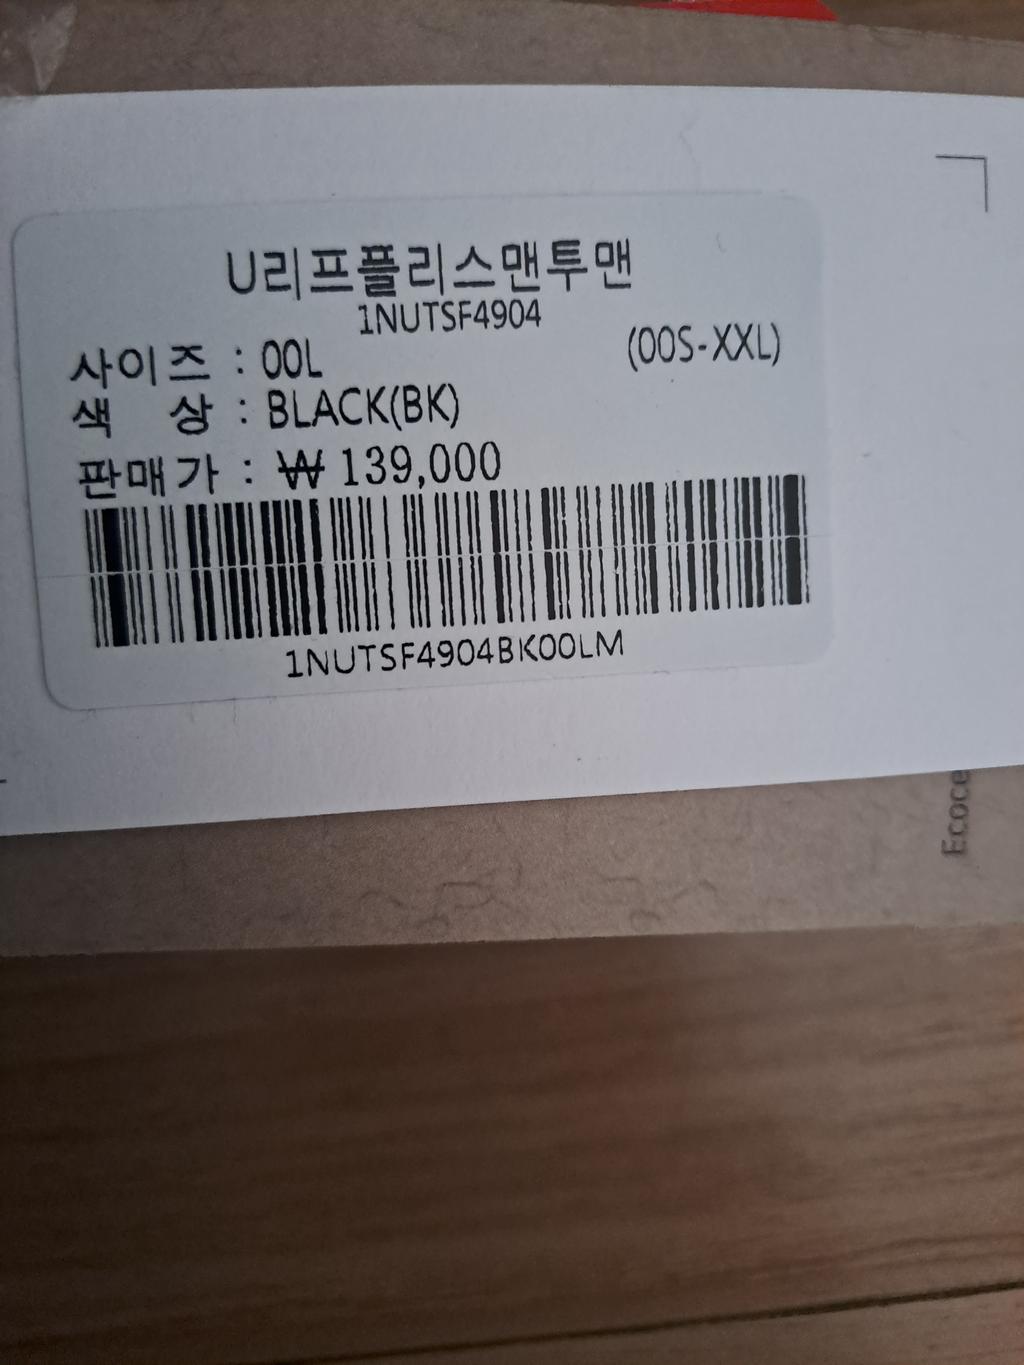 U리프플리스맨투맨
1NUTSF4904
사이즈 : 00L (00S-XXL)
색 상 : BLACK(BK)
판매가 : ₩ 139,000
1NUTSF4904BK00LM
Ecoce